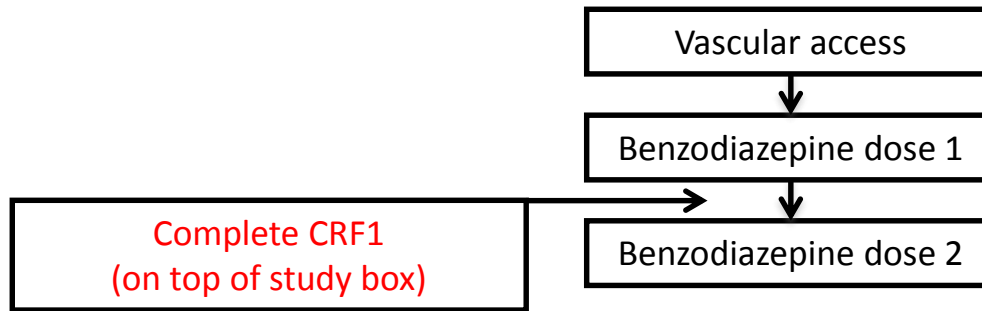 Vascular access
Benzodiazepine dose 1
Complete CRF1
(on top of study box)
Benzodiazepine dose 2